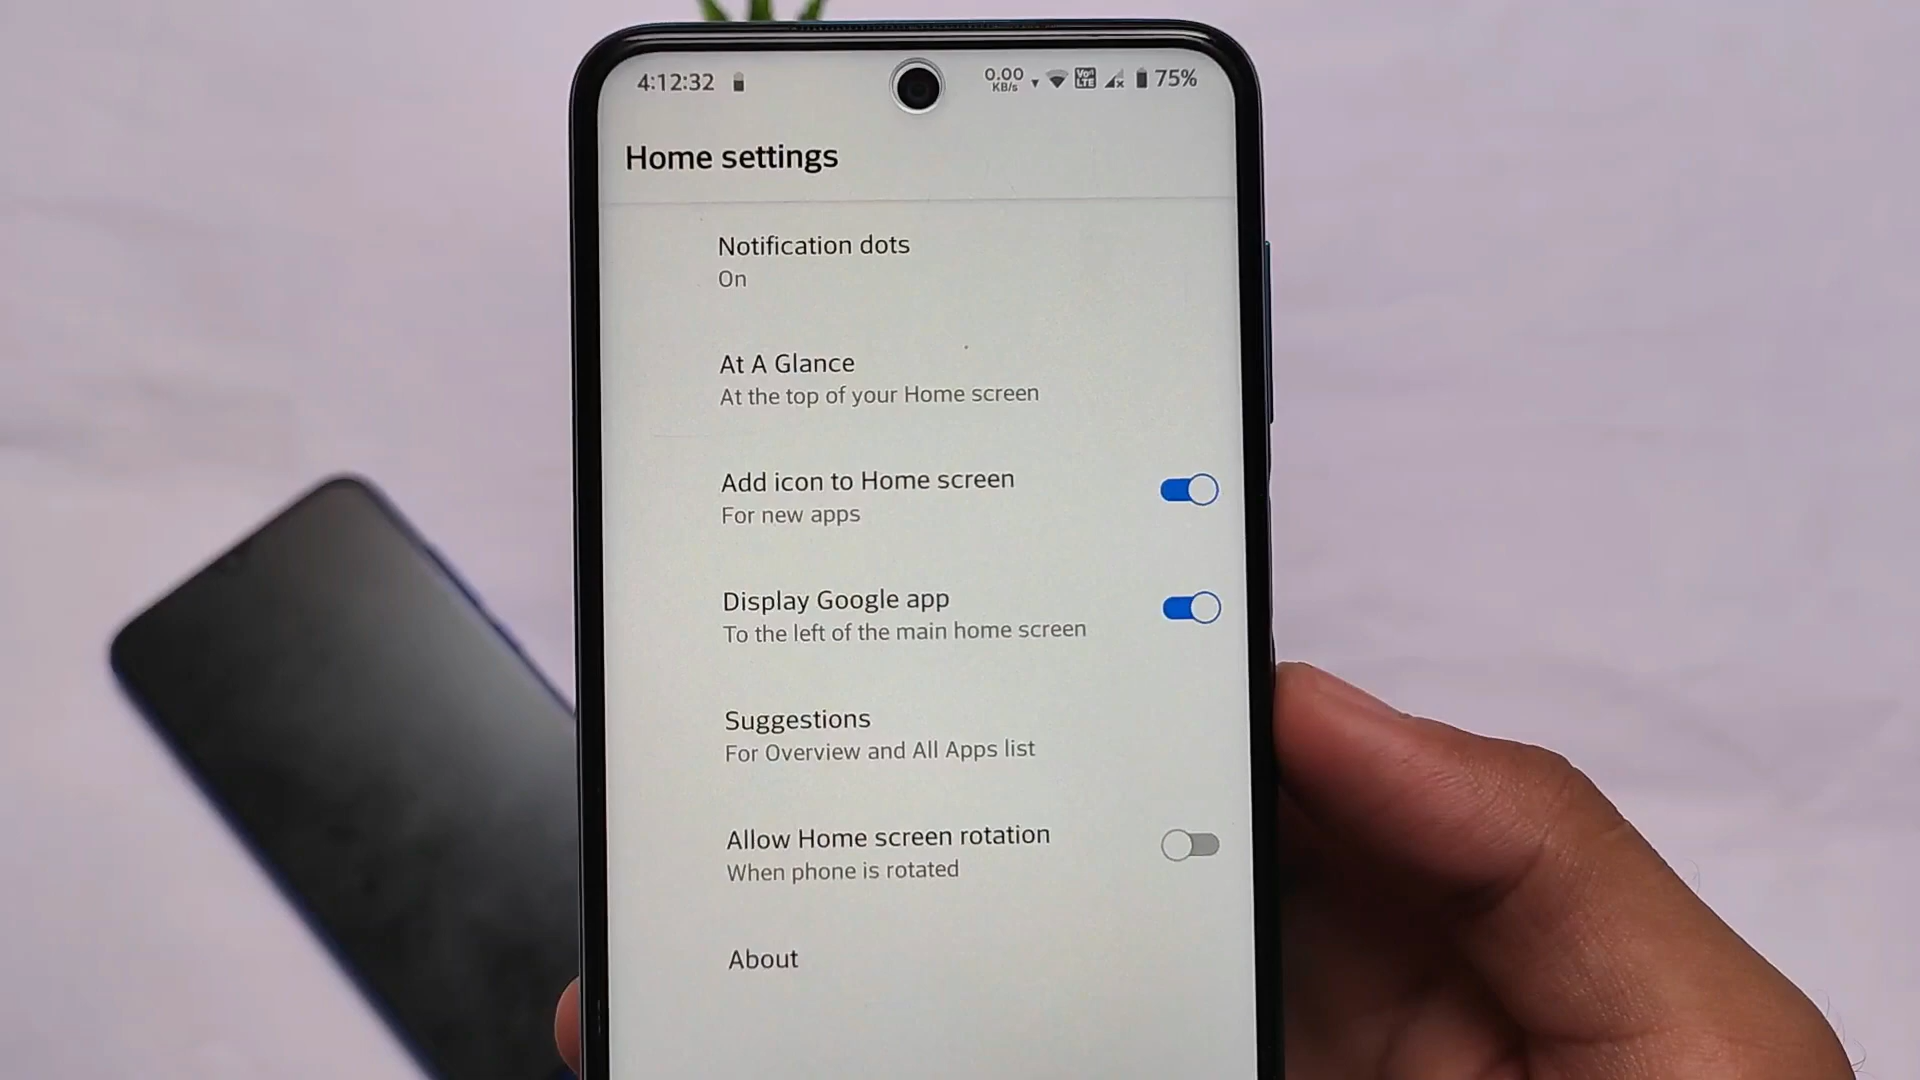 4:12:32
0.00 KB/s Vo LTE 75%
Home settings
Notification dots
On
At A Glance
At the top of your Home screen
Add icon to Home screen
For new apps
Display Google app
To the left of the main home screen
Suggestions
For Overview and All Apps list
Allow Home screen rotation
When phone is rotated
About